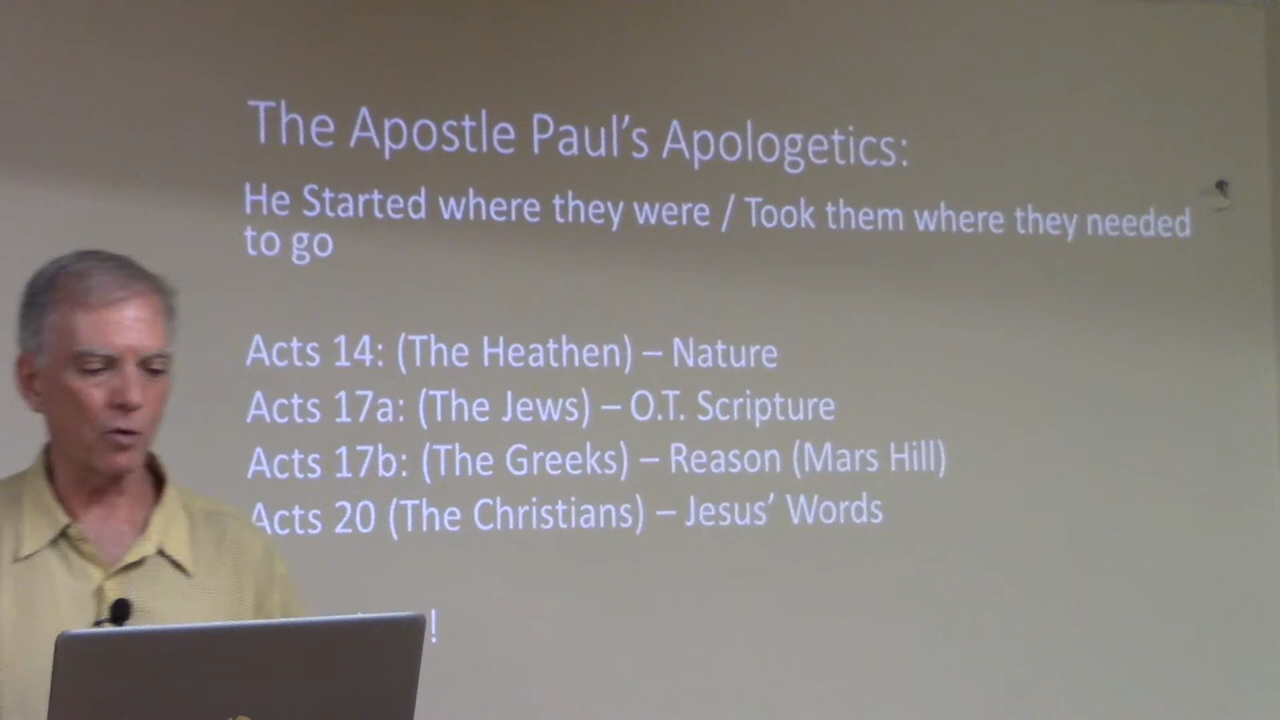 The Apostle Paul’s Apologetics:
He Started where they were / Took them where they needed
to go
Acts 14: (The Heathen) – Nature
Acts 17a: (The Jews) – O.T. Scripture
Acts 17b: (The Greeks) – Reason (Mars Hill)
Acts 20 (The Christians) – Jesus’ Words
!